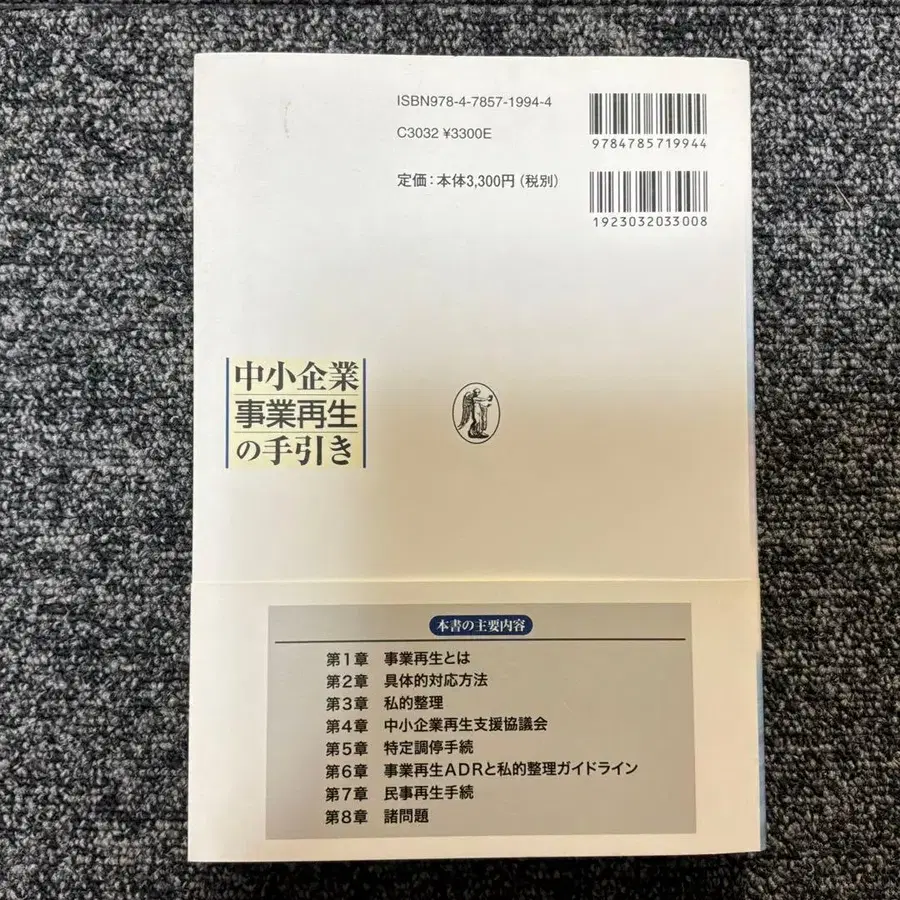 ISBN978-4-7857-1994-4
C3032 ¥3300E
定価：本体3,300円（税別）
9784785719944
1923032033008
中小企業
事業再生
の手引き
本書の主要内容
第1章 事業再生とは
第2章 具体的対応方法
第3章 私的整理
第4章 中小企業再生支援協議会
第5章 特定調停手続
第6章 事業再生ADRと私的整理ガイドライン
第7章 民事再生手続
第8章 諸問題